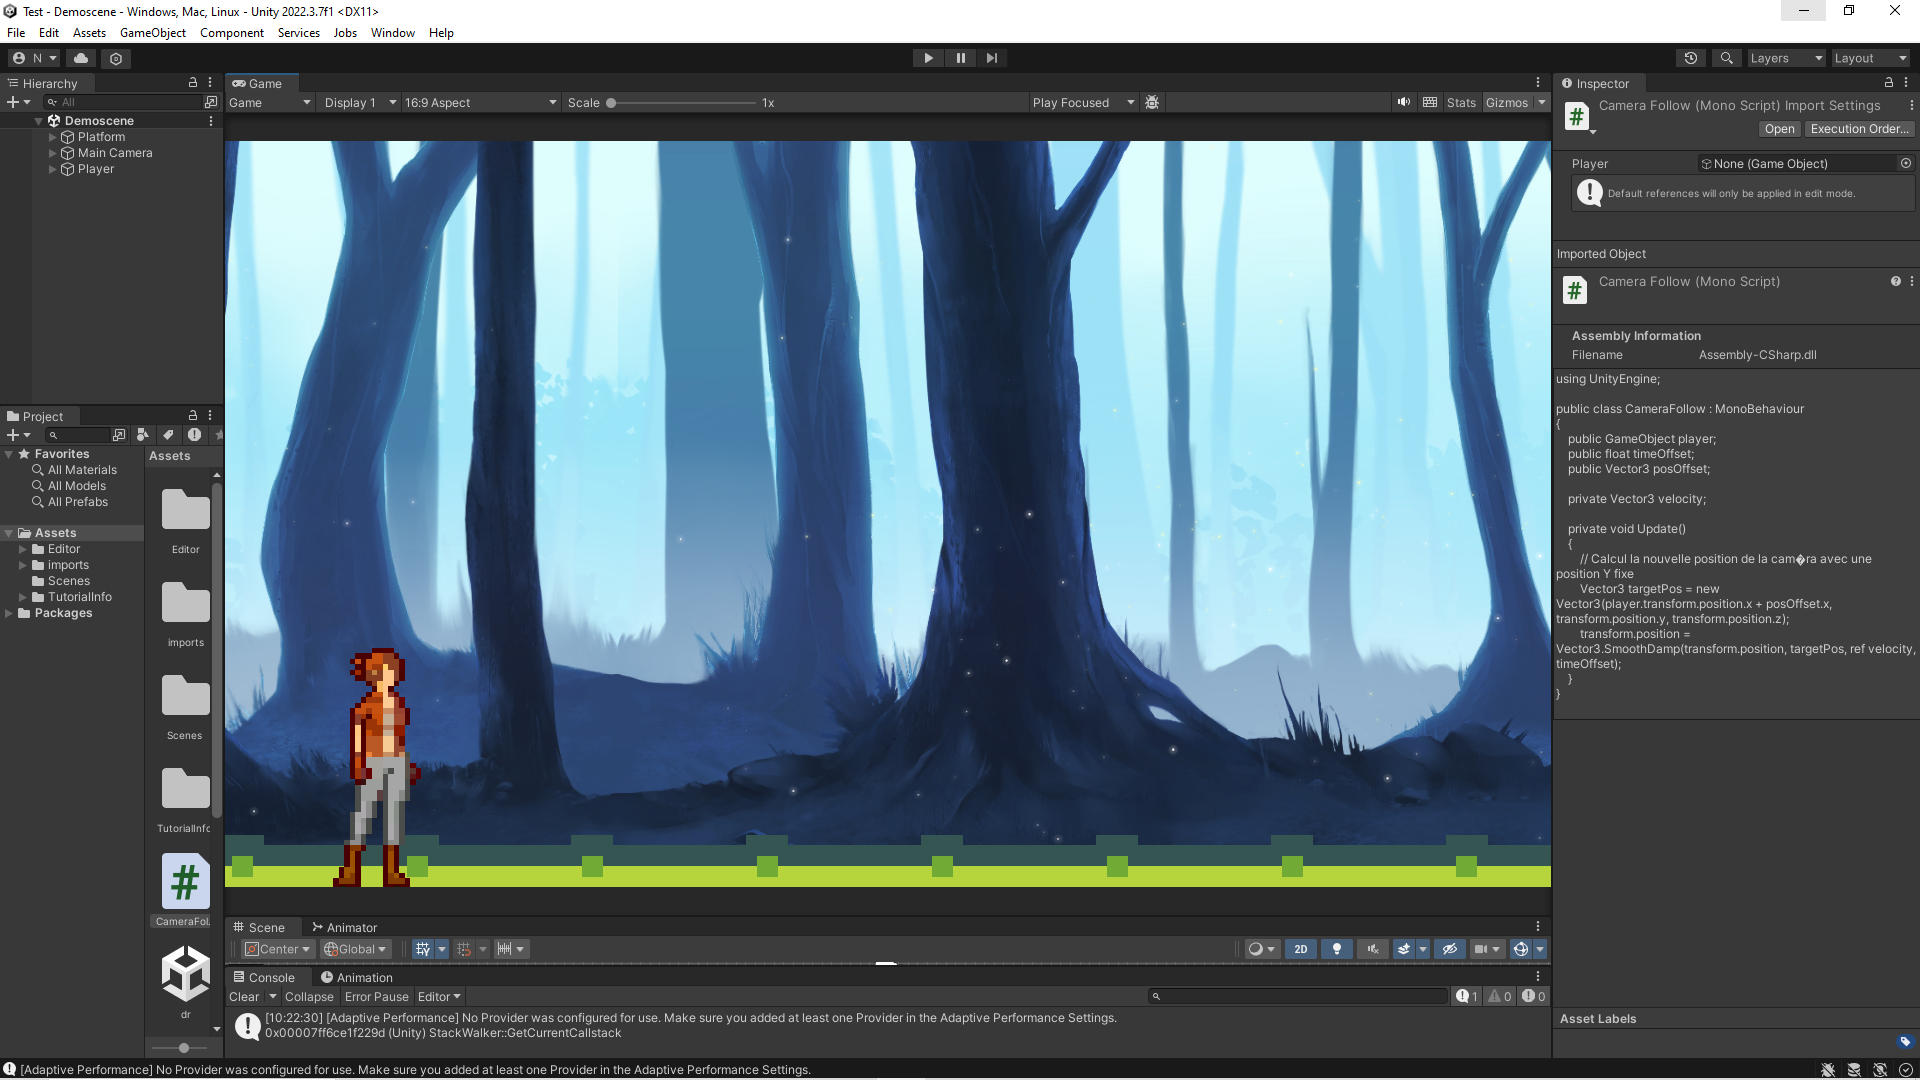 Test - Demoscene - Windows, Mac, Linux - Unity 2022.3.7f1 <DX11>
File Edit Assets GameObject Component Services Jobs Window Help
N
Layers
Layout
Hierarchy
All
Demoscene
Platform
Main Camera
Player
Game
Game Display 1 16:9 Aspect Scale 1x Play Focused Stats Gizmos
Project
Favorites
All Materials
All Models
All Prefabs
Assets
Editor
imports
Scenes
TutorialInfo
Packages
Assets
Editor
imports
Scenes
TutorialInfo
CameraFol..
dr
Scene Animator
Center Global 2D
Console Animation
Clear Collapse Error Pause Editor 1 0 0
[10:22:30] [Adaptive Performance] No Provider was configured for use. Make sure you added at least one Provider in the Adaptive Performance Settings.
0x00007ff6ce1f229d (Unity) StackWalker::GetCurrentCallstack
Inspector
Camera Follow (Mono Script) Import Settings
Open Execution Order...
Player None (Game Object)
Default references will only be applied in edit mode.
Imported Object
Camera Follow (Mono Script)
Assembly Information
Filename Assembly-CSharp.dll
using UnityEngine;
public class CameraFollow : MonoBehaviour
{
public GameObject player;
public float timeOffset;
public Vector3 posOffset;
private Vector3 velocity;
private void Update()
{
// Calcul la nouvelle position de la cam�ra avec une
position Y fixe
Vector3 targetPos = new
Vector3(player.transform.position.x + posOffset.x,
transform.position.y, transform.position.z);
transform.position =
Vector3.SmoothDamp(transform.position, targetPos, ref velocity,
timeOffset);
}
}
Asset Labels
[Adaptive Performance] No Provider was configured for use. Make sure you added at least one Provider in the Adaptive Performance Settings.